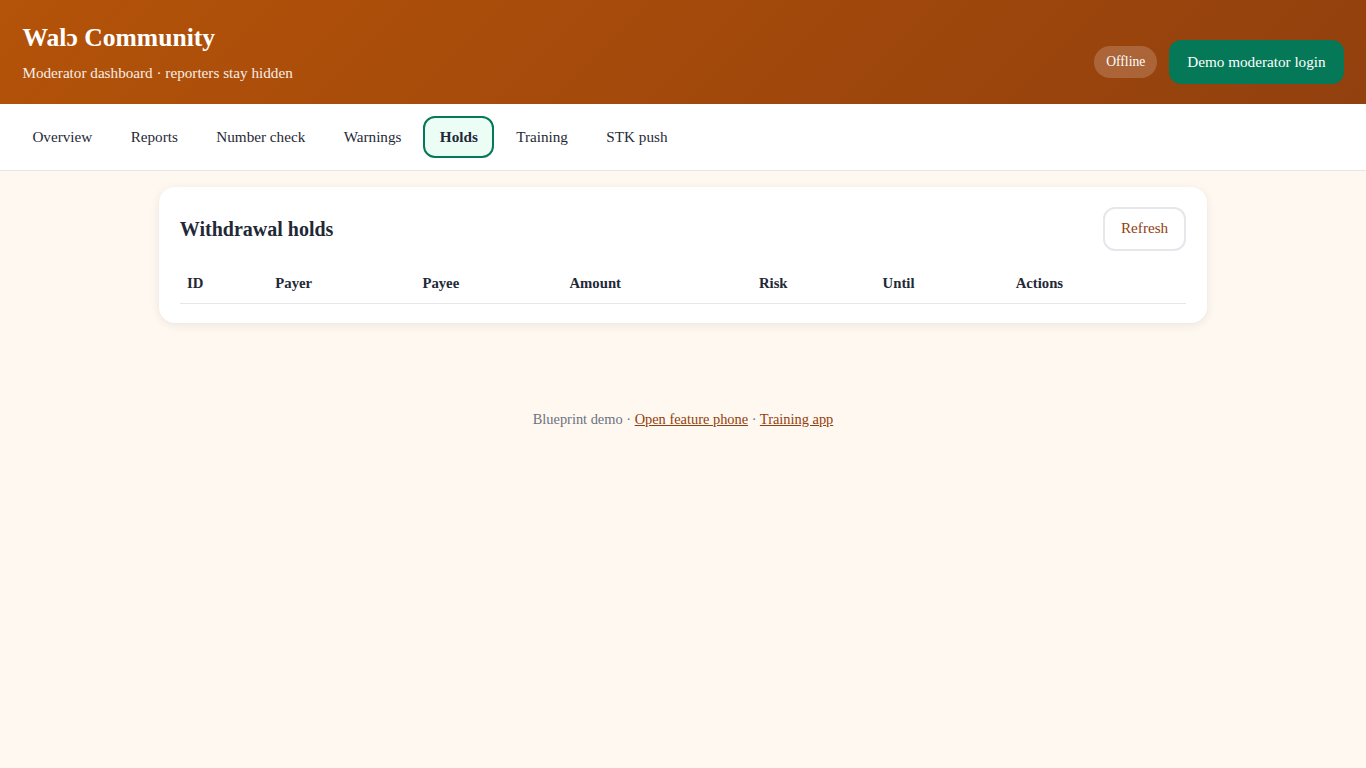 Walɔ Community
Moderator dashboard · reporters stay hidden
Offline
Demo moderator login
Overview Reports Number check Warnings Holds Training STK push
Withdrawal holds
Refresh
ID Payer Payee Amount Risk Until Actions
Blueprint demo · Open feature phone · Training app